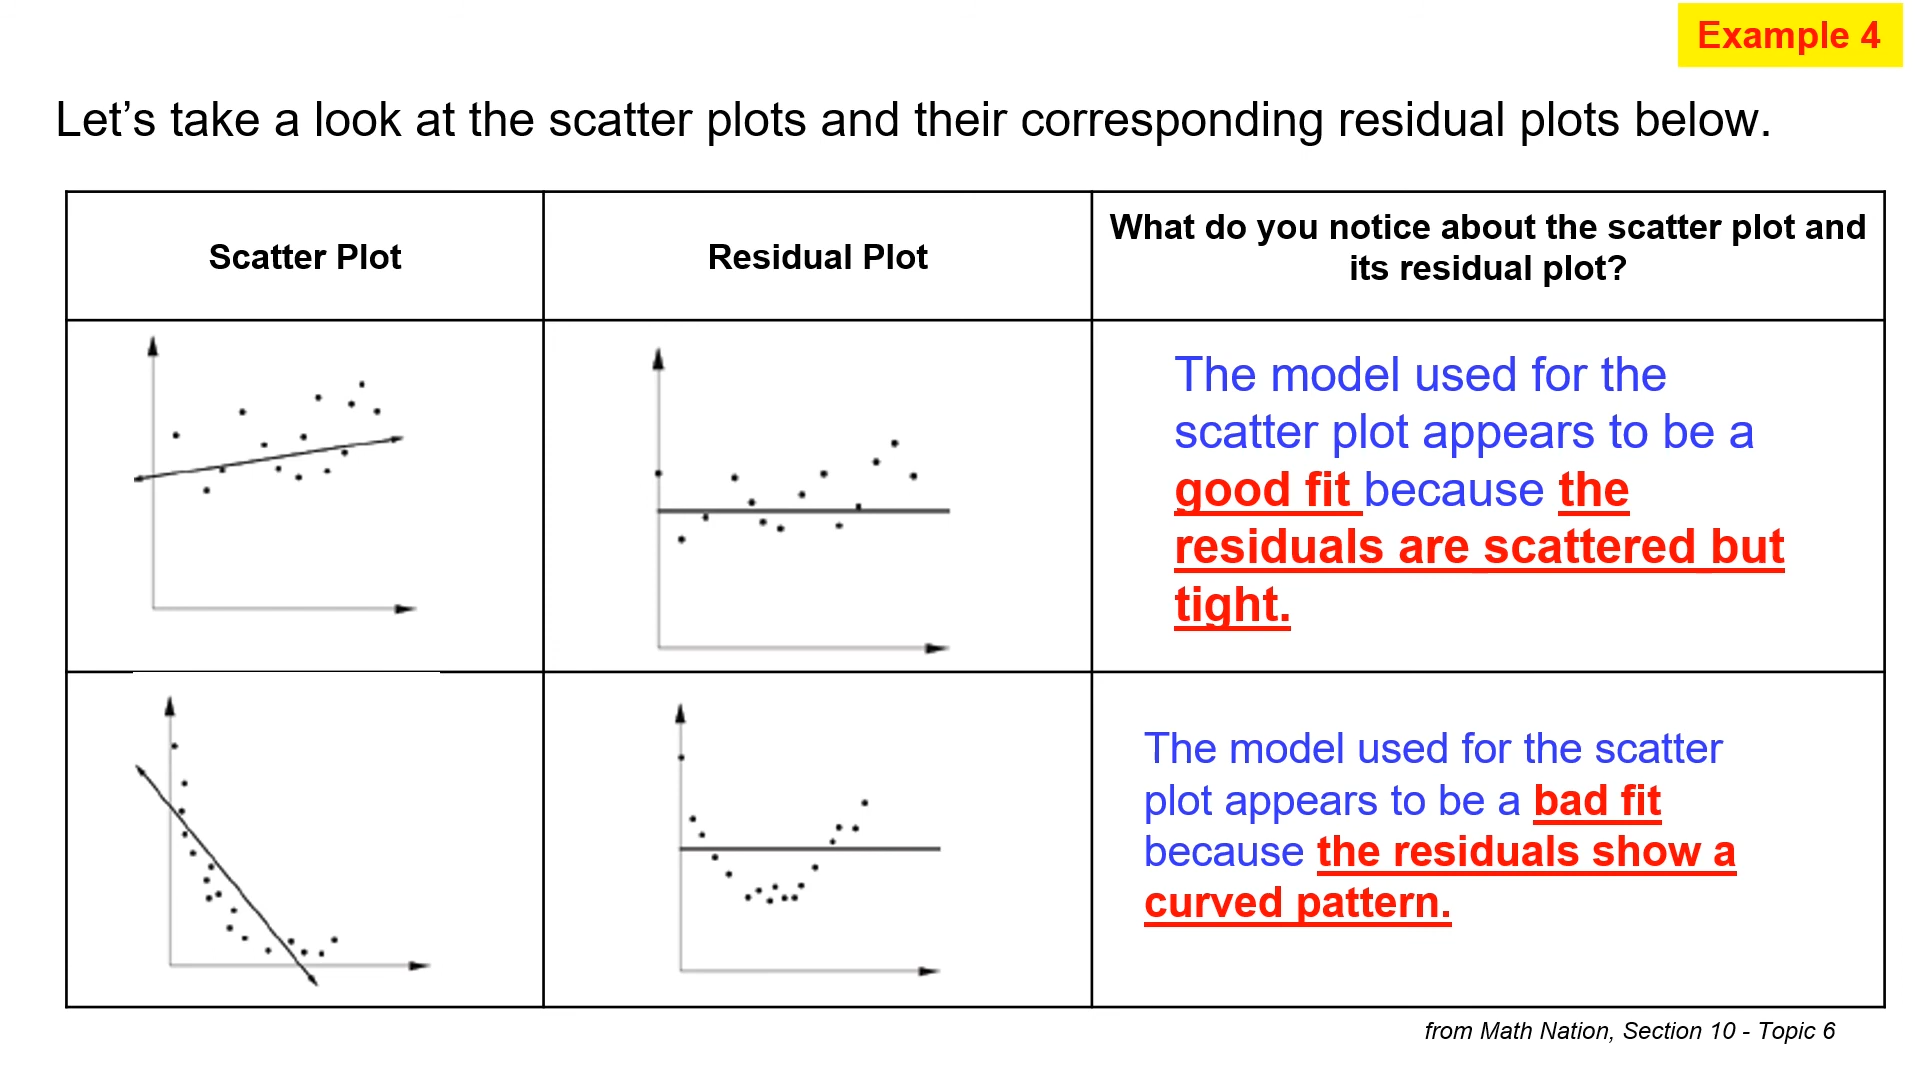 Example 4
Let’s take a look at the scatter plots and their corresponding residual plots below.
Scatter Plot
Residual Plot
What do you notice about the scatter plot and
its residual plot?
The model used for the
scatter plot appears to be a
good fit because the
residuals are scattered but
tight.
The model used for the scatter
plot appears to be a bad fit
because the residuals show a
curved pattern.
from Math Nation, Section 10 - Topic 6